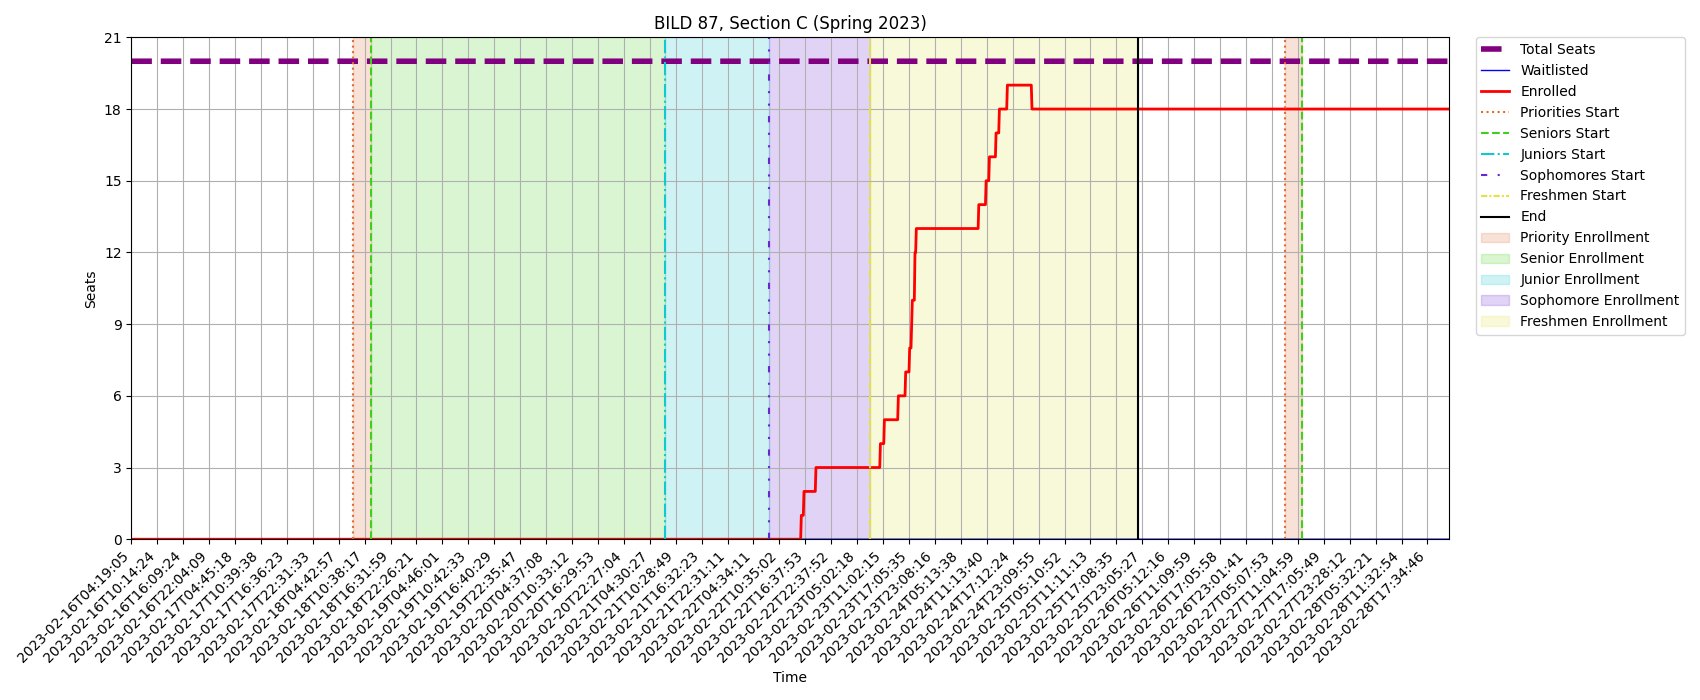 BILD 87, Section C (Spring 2023)
Seats
21
18
15
12
9
6
3
0
2023-02-16T04:19:05
2023-02-16T10:14:24
2023-02-16T16:09:24
2023-02-16T22:04:09
2023-02-17T04:45:18
2023-02-17T10:39:38
2023-02-17T16:36:23
2023-02-17T22:31:33
2023-02-18T04:42:57
2023-02-18T10:38:17
2023-02-18T16:31:59
2023-02-18T22:26:21
2023-02-19T04:46:01
2023-02-19T10:42:33
2023-02-19T16:40:29
2023-02-19T22:35:47
2023-02-20T04:37:08
2023-02-20T10:33:12
2023-02-20T16:29:53
2023-02-20T22:27:04
2023-02-21T04:30:27
2023-02-21T10:28:49
2023-02-21T16:32:23
2023-02-21T22:31:11
2023-02-22T04:34:11
2023-02-22T10:35:02
2023-02-22T16:37:53
2023-02-22T22:37:52
2023-02-23T05:02:18
2023-02-23T11:02:15
2023-02-23T17:05:35
2023-02-23T23:08:16
2023-02-24T05:13:38
2023-02-24T11:13:40
2023-02-24T17:12:24
2023-02-24T23:09:55
2023-02-25T05:10:52
2023-02-25T11:11:13
2023-02-25T17:08:35
2023-02-25T23:05:27
2023-02-26T05:12:16
2023-02-26T11:09:59
2023-02-26T17:05:58
2023-02-26T23:01:41
2023-02-27T05:07:53
2023-02-27T11:04:59
2023-02-27T17:05:49
2023-02-27T23:28:12
2023-02-28T05:32:21
2023-02-28T11:32:54
2023-02-28T17:34:46
Time
Total Seats
Waitlisted
Enrolled
Priorities Start
Seniors Start
Juniors Start
Sophomores Start
Freshmen Start
End
Priority Enrollment
Senior Enrollment
Junior Enrollment
Sophomore Enrollment
Freshmen Enrollment